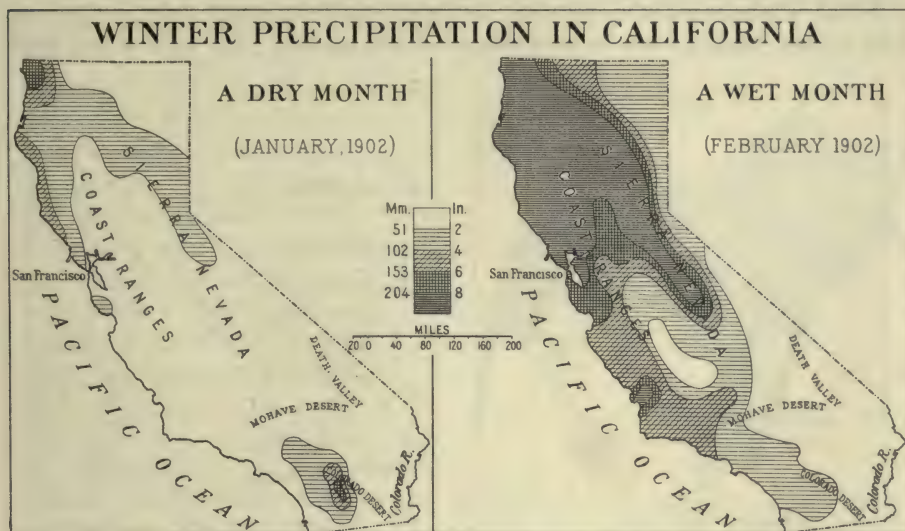 WINTER PRECIPITATION IN CALIFORNIA
A DRY MONTH
(JANUARY, 1902)
SIERRA NEVADA
COAST RANGES
San Francisco
PACIFIC OCEAN
DEATH VALLEY
MOHAVE DESERT
DESERT
Colorado R.
Mm. In.
51 2
102 4
153 6
204 8
MILES
20 0 40 80 120 160 200
A WET MONTH
(FEBRUARY 1902)
SIERRA NEVADA
COAST RANGES
San Francisco
PACIFIC OCEAN
DEATH VALLEY
MOHAVE DESERT
COLORADO DESERT
Colorado R.